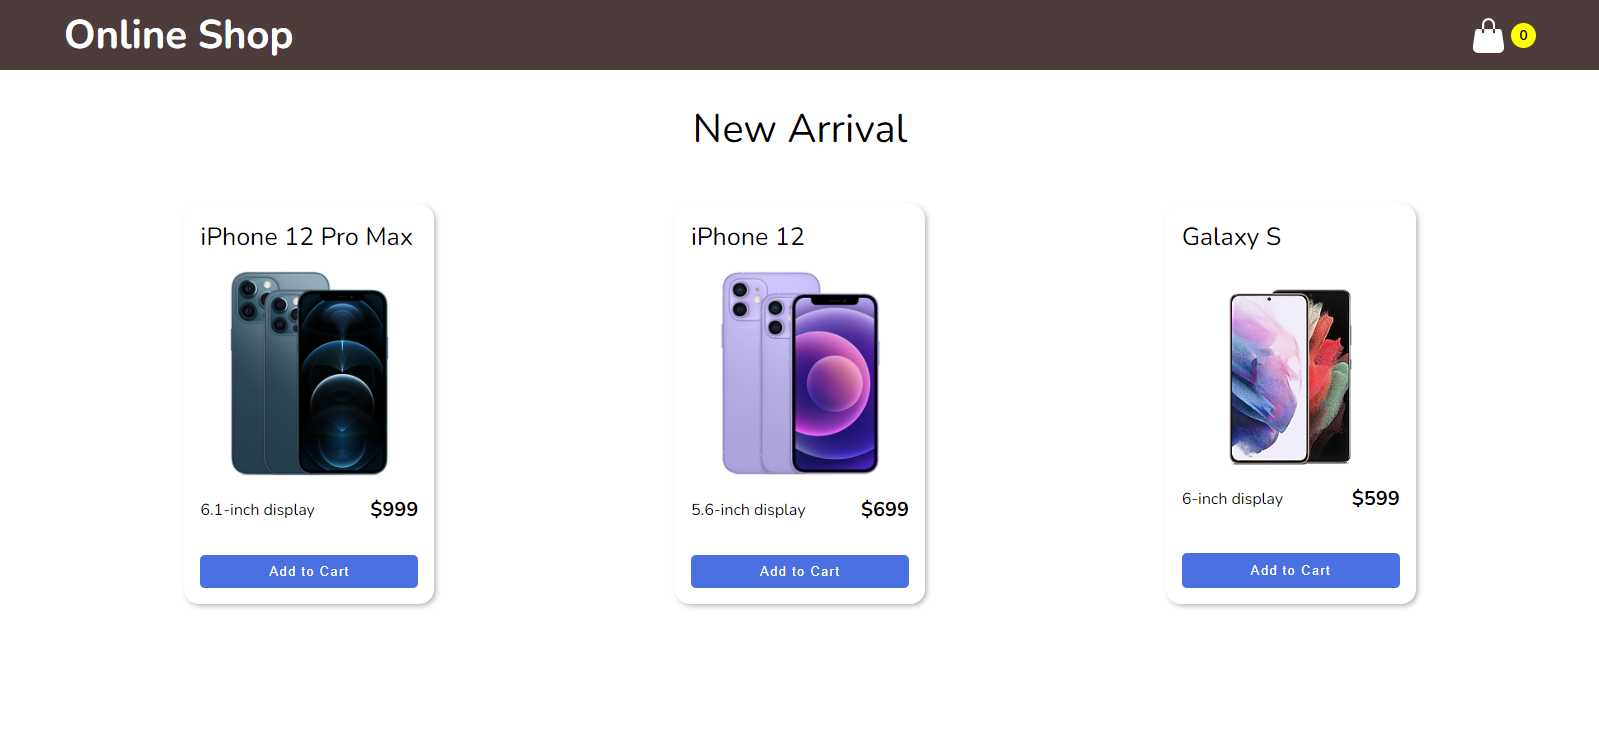 Online Shop
0
New Arrival
iPhone 12 Pro Max
6.1-inch display $999
Add to Cart
iPhone 12
5.6-inch display $699
Add to Cart
Galaxy S
6-inch display $599
Add to Cart